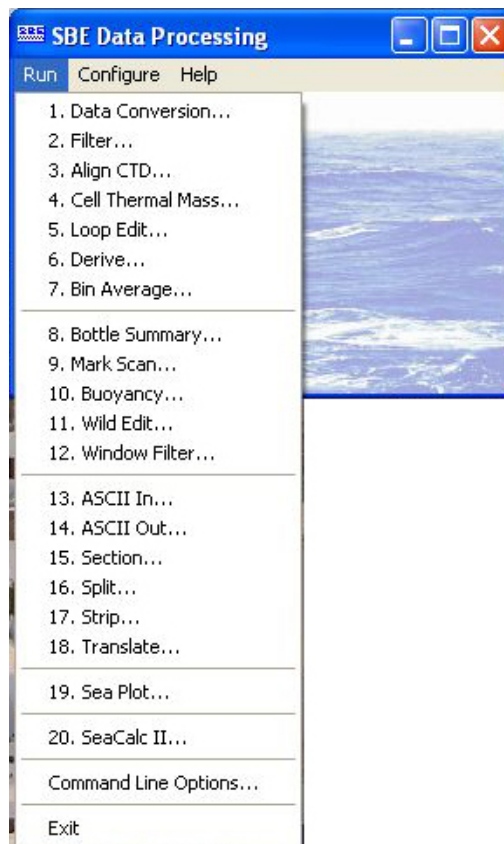 SBE Data Processing
Run Configure Help
1. Data Conversion...
2. Filter...
3. Align CTD...
4. Cell Thermal Mass...
5. Loop Edit...
6. Derive...
7. Bin Average...
8. Bottle Summary...
9. Mark Scan...
10. Buoyancy...
11. Wild Edit...
12. Window Filter...
13. ASCII In...
14. ASCII Out...
15. Section...
16. Split...
17. Strip...
18. Translate...
19. Sea Plot...
20. SeaCalc II...
Command Line Options...
Exit